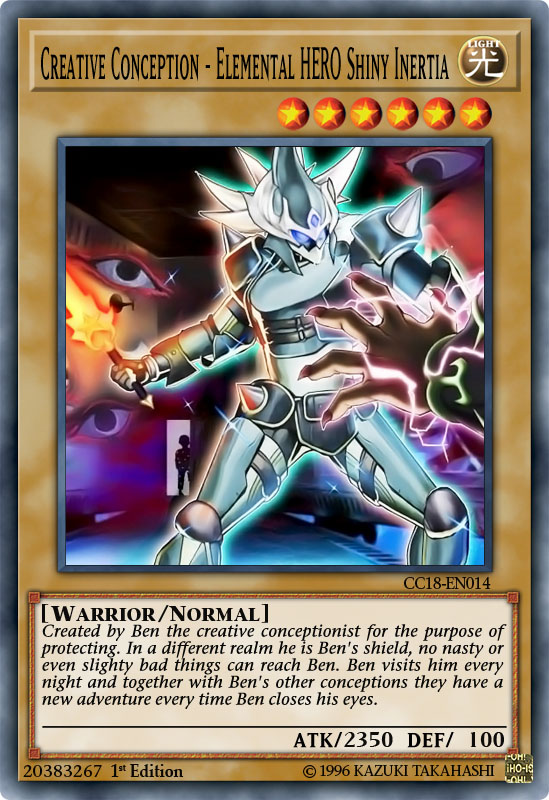 Creative Conception - Elemental HERO Shiny Inertia
LIGHT
光
CC18-EN014
[Warrior/Normal]
Created by Ben the creative conceptionist for the purpose of
protecting. In a different realm he is Ben's shield, no nasty or
even slighty bad things can reach Ben. Ben visits him every
night and together with Ben's other conceptions they have a
new adventure every time Ben closes his eyes.
ATK/2350 DEF/ 100
20383267 1st Edition
© 1996 KAZUKI TAKAHASHI